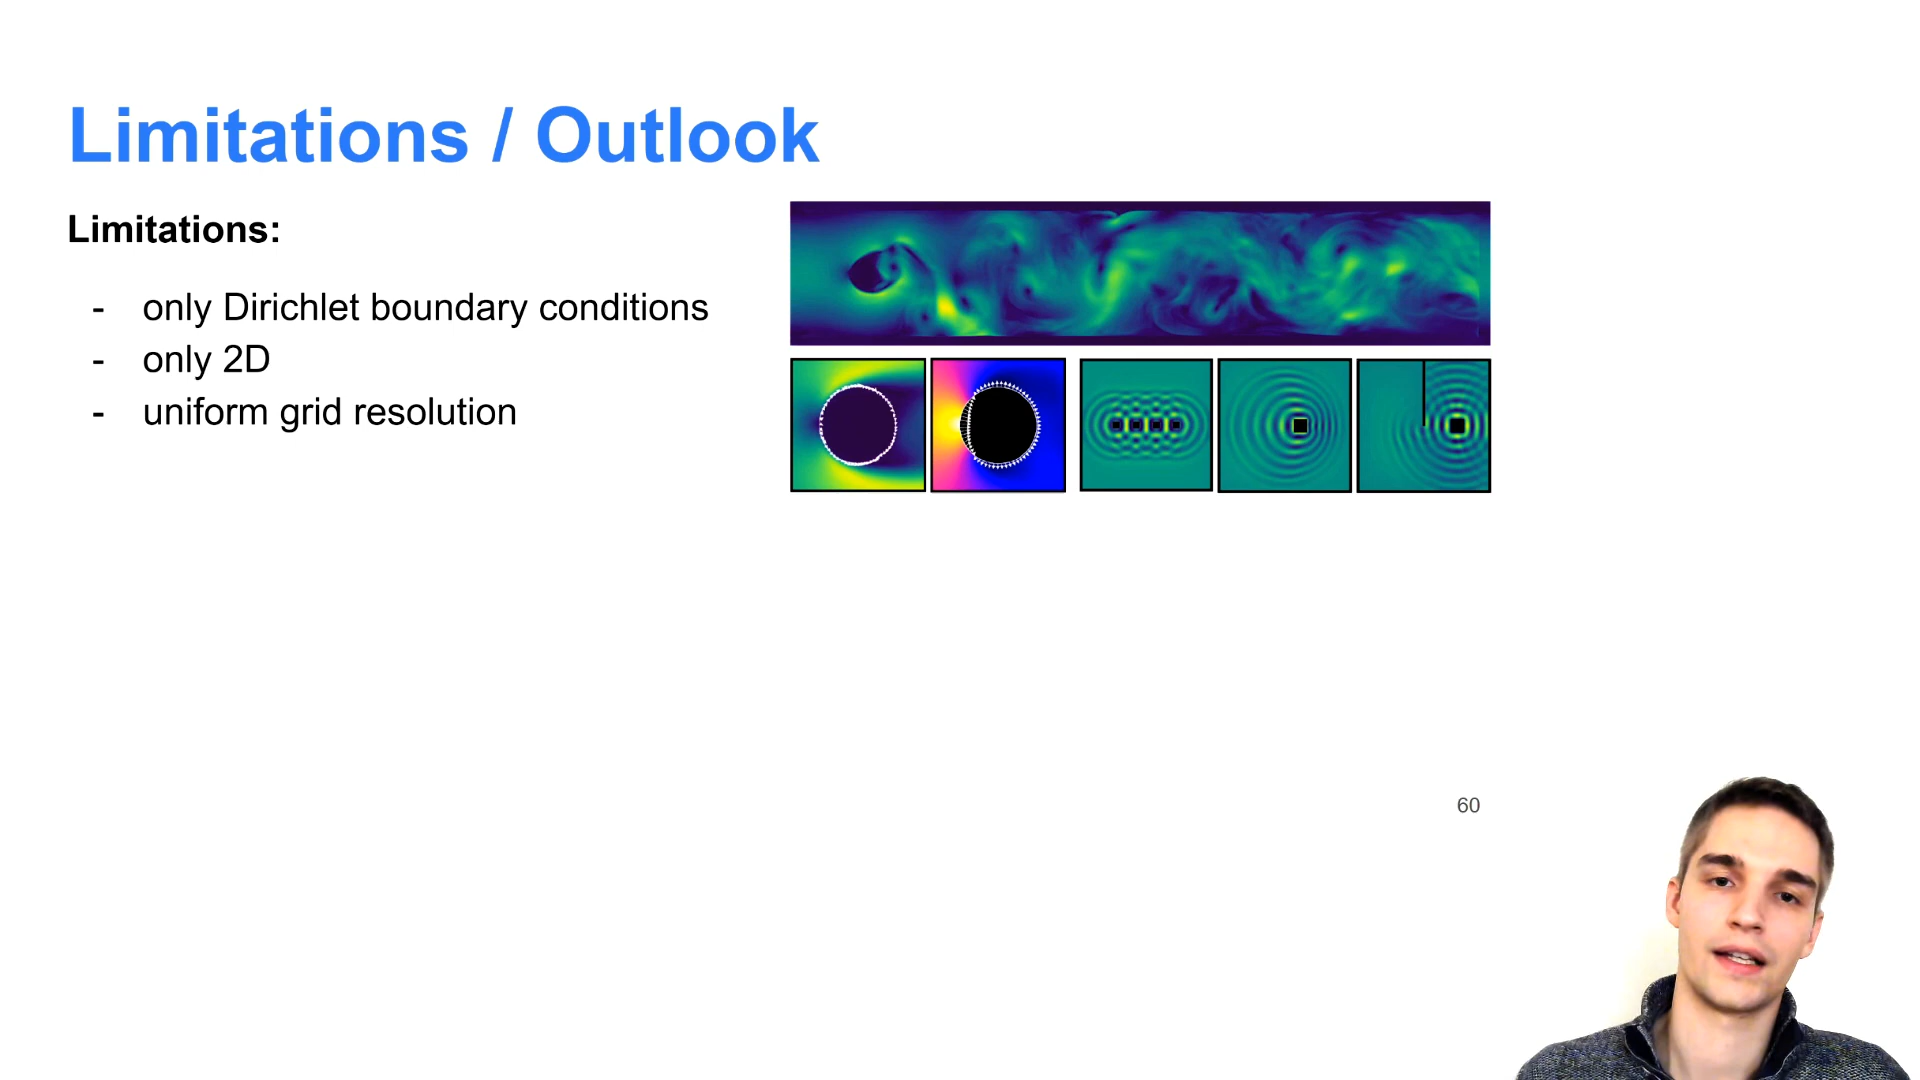 Limitations / Outlook
Limitations:
- only Dirichlet boundary conditions
- only 2D
- uniform grid resolution
60